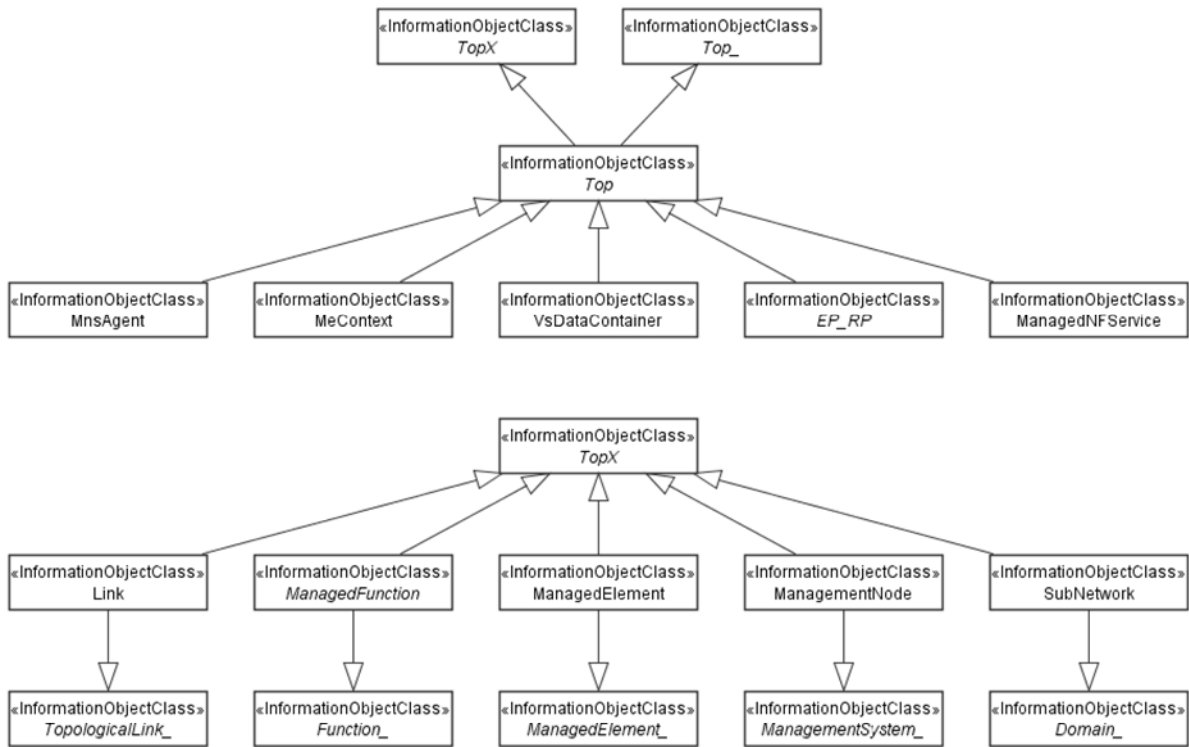 «InformationObjectClass»
TopX
«InformationObjectClass»
Top_
«InformationObjectClass»
Top
«InformationObjectClass»
MnsAgent
«InformationObjectClass»
MeContext
«InformationObjectClass»
VsDataContainer
«InformationObjectClass»
EP_RP
«InformationObjectClass»
ManagedNFService
«InformationObjectClass»
TopX
«InformationObjectClass»
Link
«InformationObjectClass»
ManagedFunction
«InformationObjectClass»
ManagedElement
«InformationObjectClass»
ManagementNode
«InformationObjectClass»
SubNetwork
«InformationObjectClass»
TopologicalLink_
«InformationObjectClass»
Function_
«InformationObjectClass»
ManagedElement_
«InformationObjectClass»
ManagementSystem_
«InformationObjectClass»
Domain_